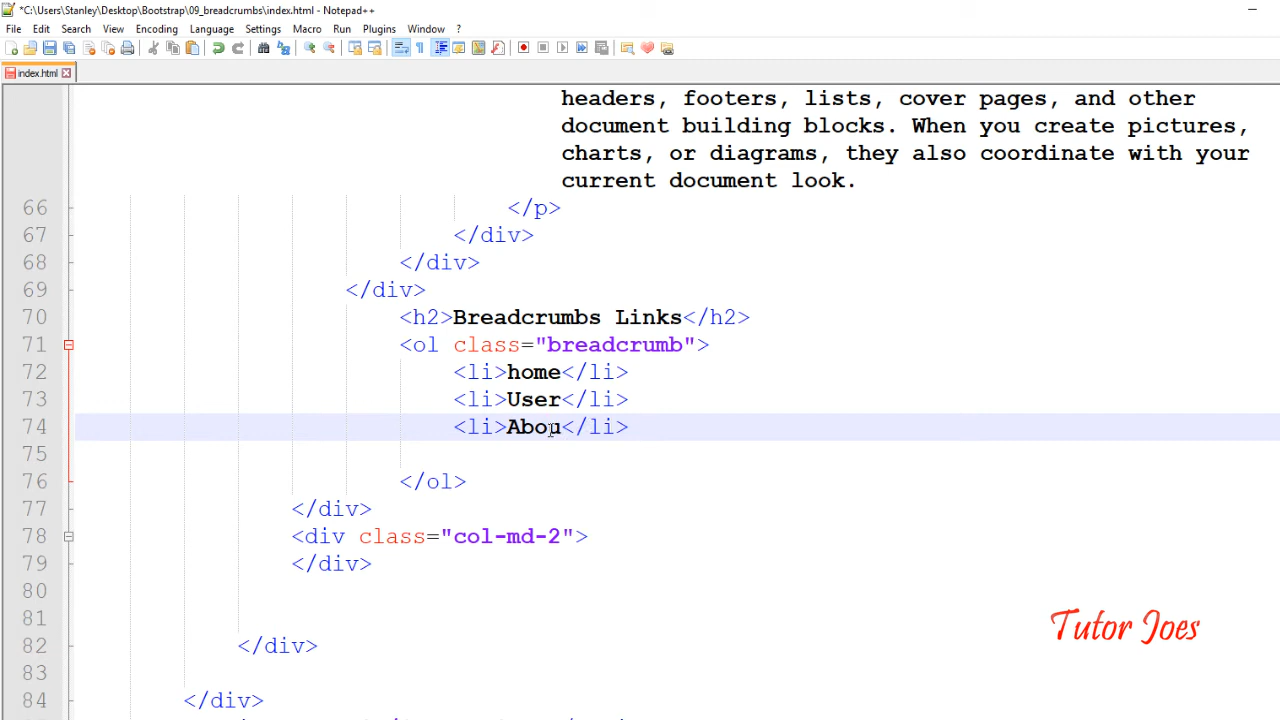 *C:\Users\Stanley\Desktop\Bootstrap\09_breadcrumbs\index.html - Notepad++
File Edit Search View Encoding Language Settings Macro Run Plugins Window ?
index.html
headers, footers, lists, cover pages, and other
document building blocks. When you create pictures,
charts, or diagrams, they also coordinate with your
current document look.
66 </p>
67 </div>
68 </div>
69 </div>
70 <h2>Breadcrumbs Links</h2>
71 <ol class="breadcrumb">
72 <li>home</li>
73 <li>User</li>
74 <li>Abou</li>
75
76 </ol>
77 </div>
78 <div class="col-md-2">
79 </div>
80
81
82 </div>
83
84 </div>
Tutor Joes